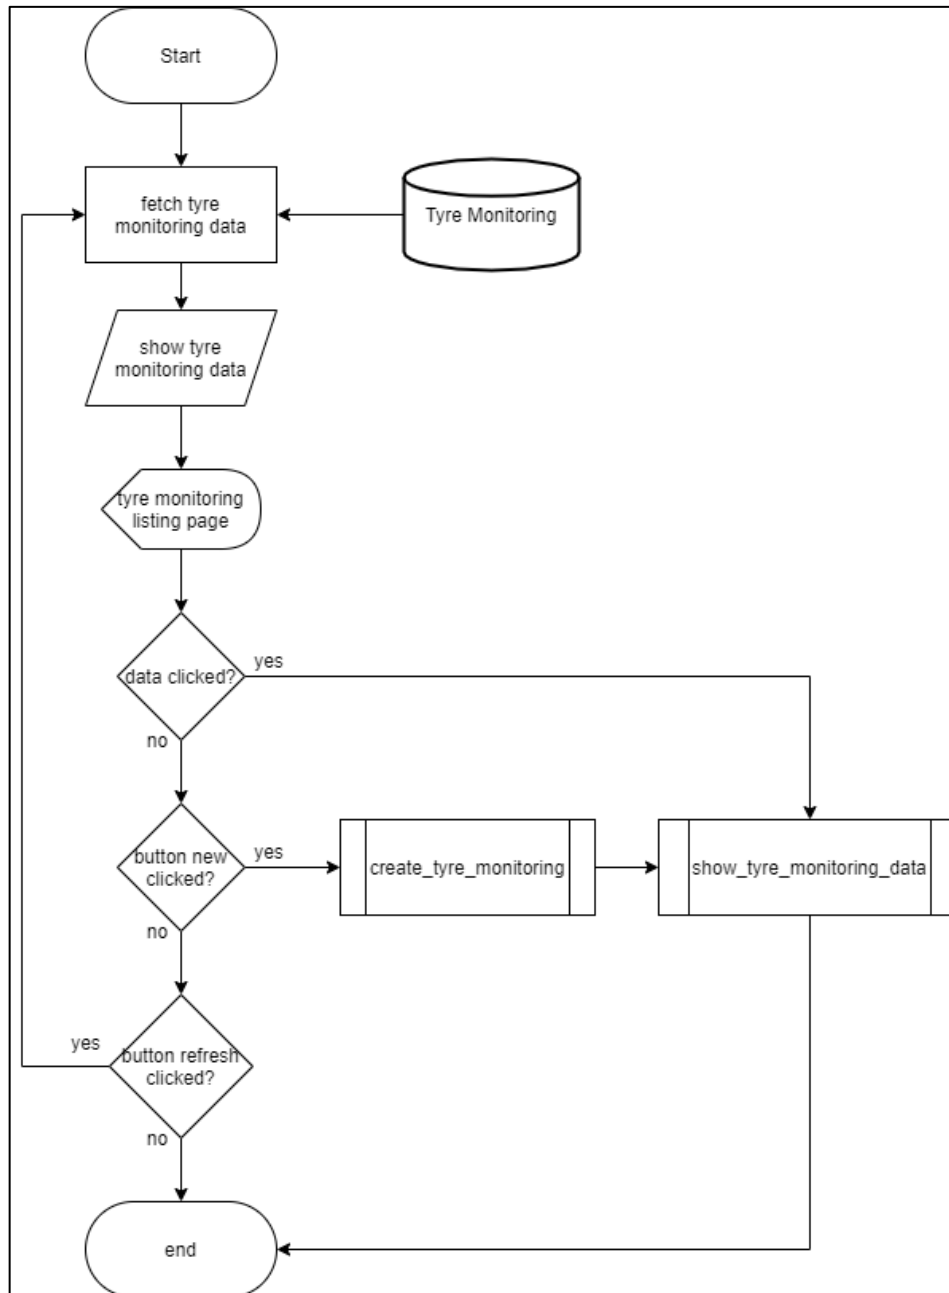 Start
fetch tyre
monitoring data
Tyre Monitoring
show tyre
monitoring data
tyre monitoring
listing page
data clicked?
yes
no
button new
clicked?
yes
create_tyre_monitoring
show_tyre_monitoring_data
no
yes
button refresh
clicked?
no
end